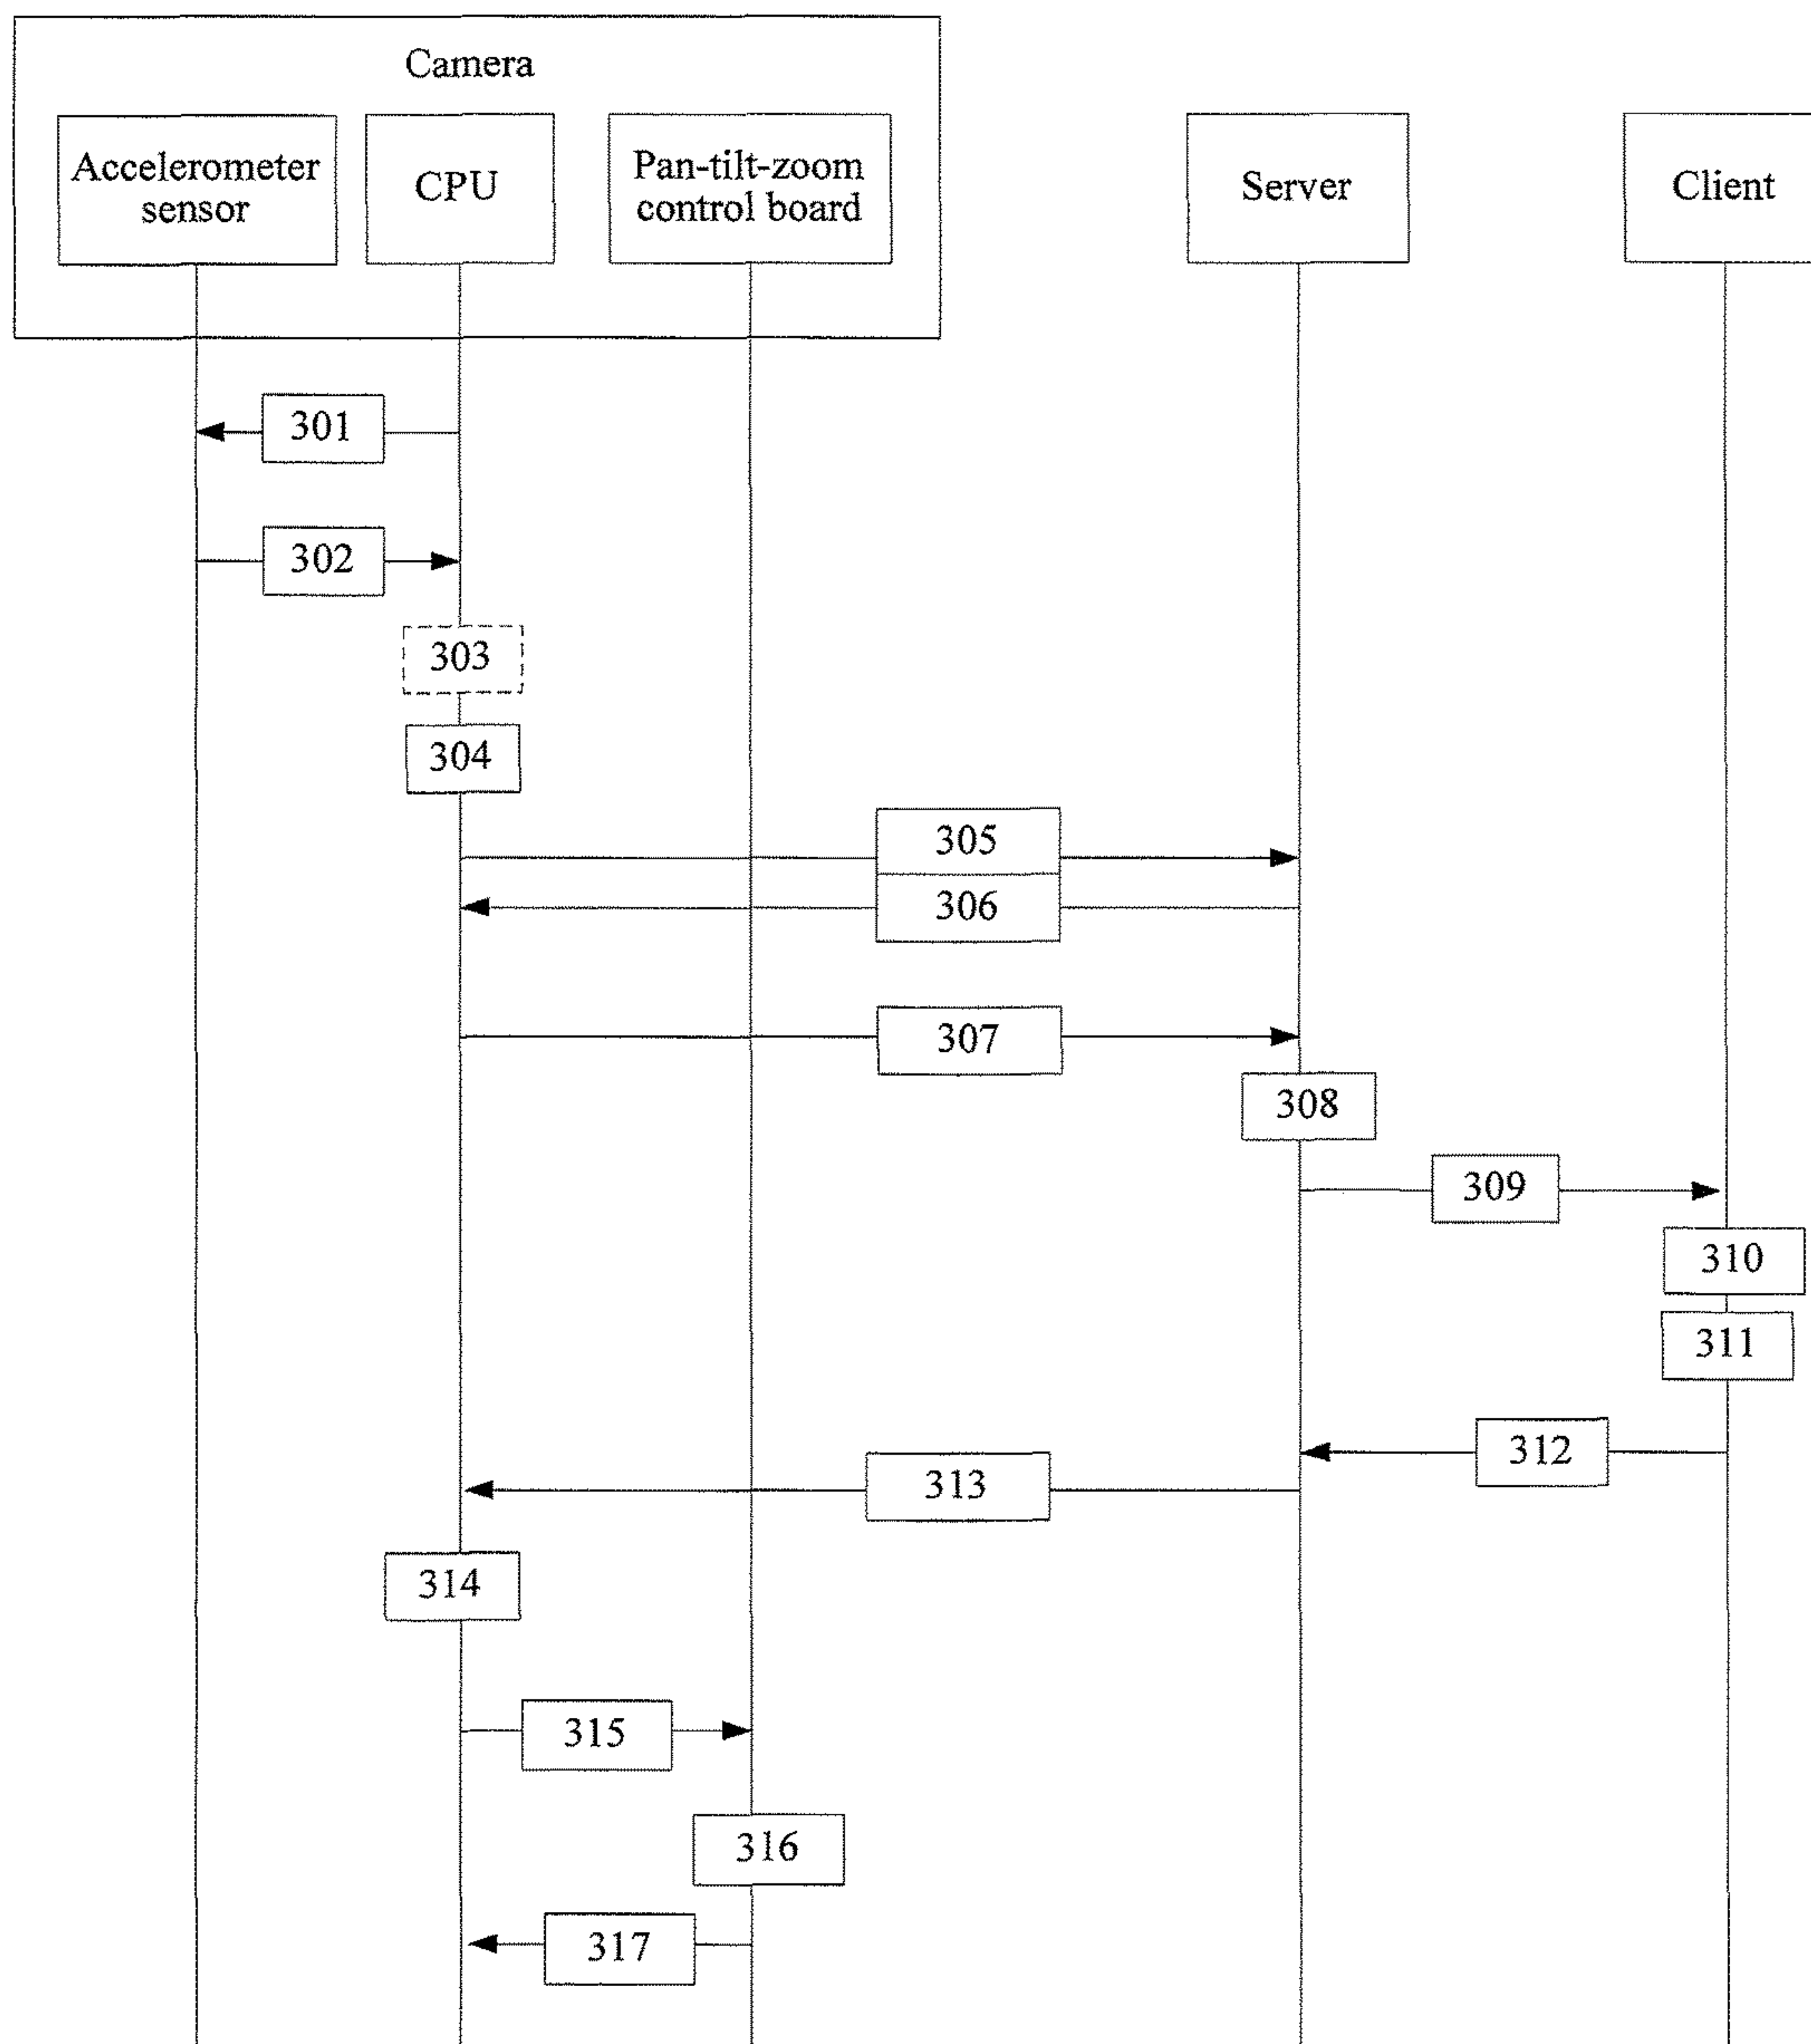 Camera
Accelerometer
sensor
CPU
Pan-tilt-zoom
control board
Server
Client
301
302
303
304
305
306
307
308
309
310
311
312
313
314
315
316
317